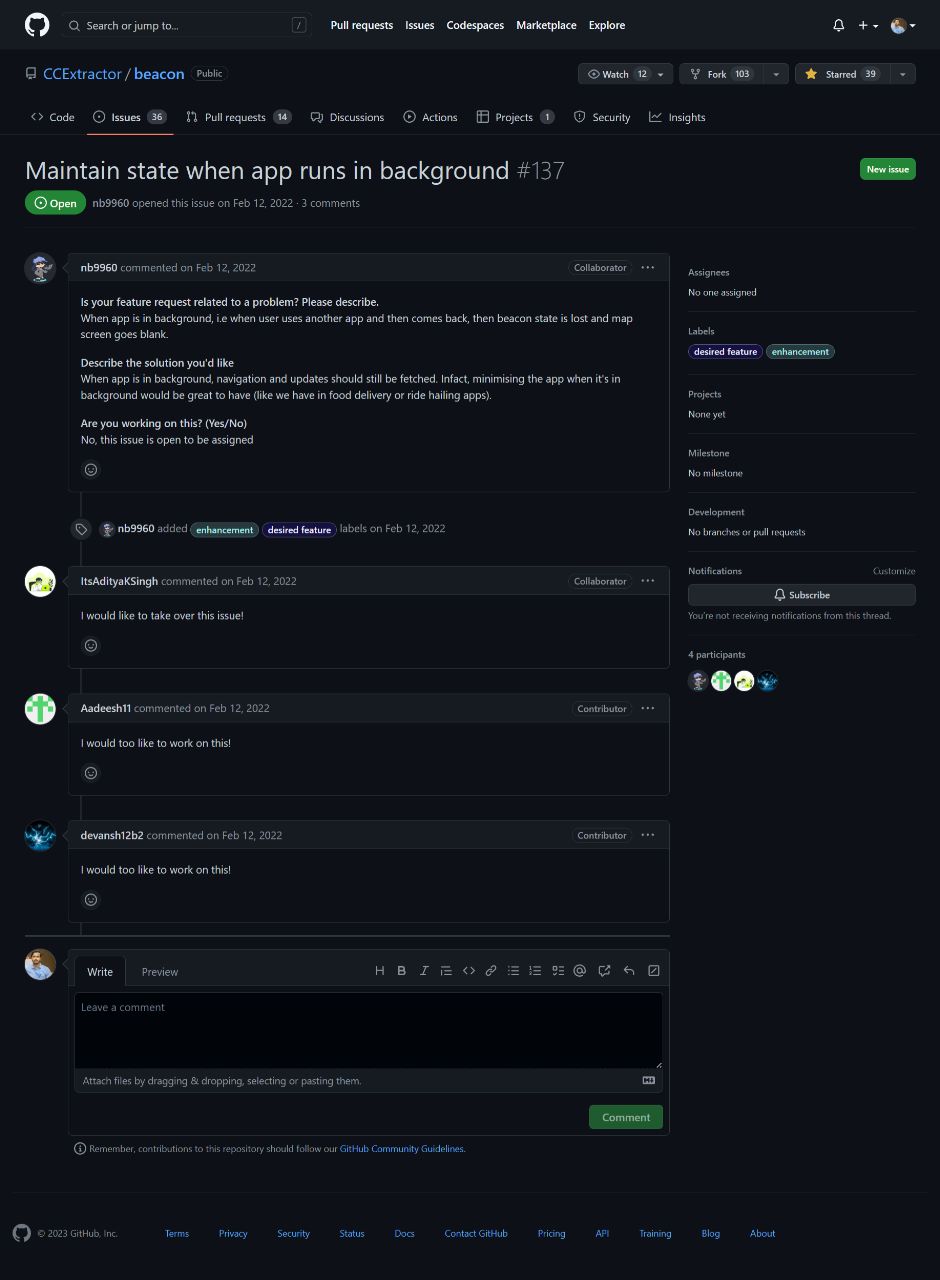 Search or jump to... /
Pull requests Issues Codespaces Marketplace Explore
CCExtractor / beacon Public
Watch 12 Fork 103 Starred 39
Code Issues 36 Pull requests 14 Discussions Actions Projects 1 Security Insights
Maintain state when app runs in background #137
New issue
Open nb9960 opened this issue on Feb 12, 2022 · 3 comments
nb9960 commented on Feb 12, 2022 Collaborator
Is your feature request related to a problem? Please describe.
When app is in background, i.e when user uses another app and then comes back, then beacon state is lost and map
screen goes blank.
Describe the solution you'd like
When app is in background, navigation and updates should still be fetched. Infact, minimising the app when it's in
background would be great to have (like we have in food delivery or ride hailing apps).
Are you working on this? (Yes/No)
No, this issue is open to be assigned
nb9960 added enhancement desired feature labels on Feb 12, 2022
ItsAdityaKSingh commented on Feb 12, 2022 Collaborator
I would like to take over this issue!
Aadeesh11 commented on Feb 12, 2022 Contributor
I would too like to work on this!
devansh12b2 commented on Feb 12, 2022 Contributor
I would too like to work on this!
Assignees
No one assigned
Labels
desired feature enhancement
Projects
None yet
Milestone
No milestone
Development
No branches or pull requests
Notifications Customize
Subscribe
You're not receiving notifications from this thread.
4 participants
Write Preview
Leave a comment
Attach files by dragging & dropping, selecting or pasting them.
Comment
Remember, contributions to this repository should follow our GitHub Community Guidelines.
© 2023 GitHub, Inc. Terms Privacy Security Status Docs Contact GitHub Pricing API Training Blog About